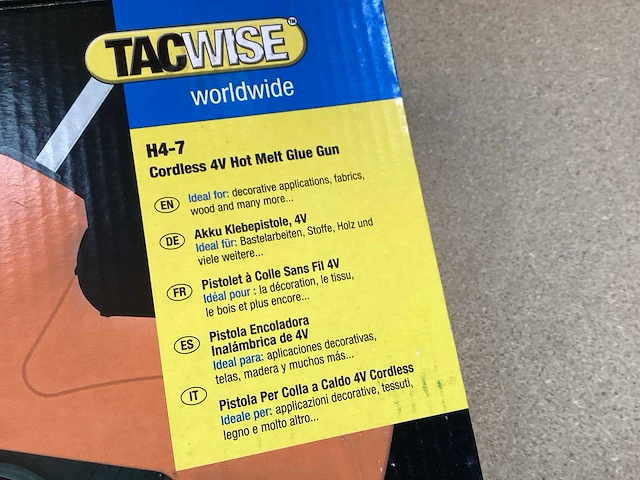 TACWISE™
worldwide
H4-7
Cordless 4V Hot Melt Glue Gun
EN Ideal for: decorative applications, fabrics,
wood and many more...
DE Akku Klebepistole, 4V
Ideal für: Bastelarbeiten, Stoffe, Holz und
viele weitere...
FR Pistolet à Colle Sans Fil 4V
Idéal pour : la décoration, le tissu,
le bois et plus encore...
ES Pistola Encoladora
Inalámbrica de 4V
Ideal para: aplicaciones decorativas,
telas, madera y muchos más...
IT Pistola Per Colla a Caldo 4V Cordless
Ideale per: applicazioni decorative, tessuti,
legno e molto altro...